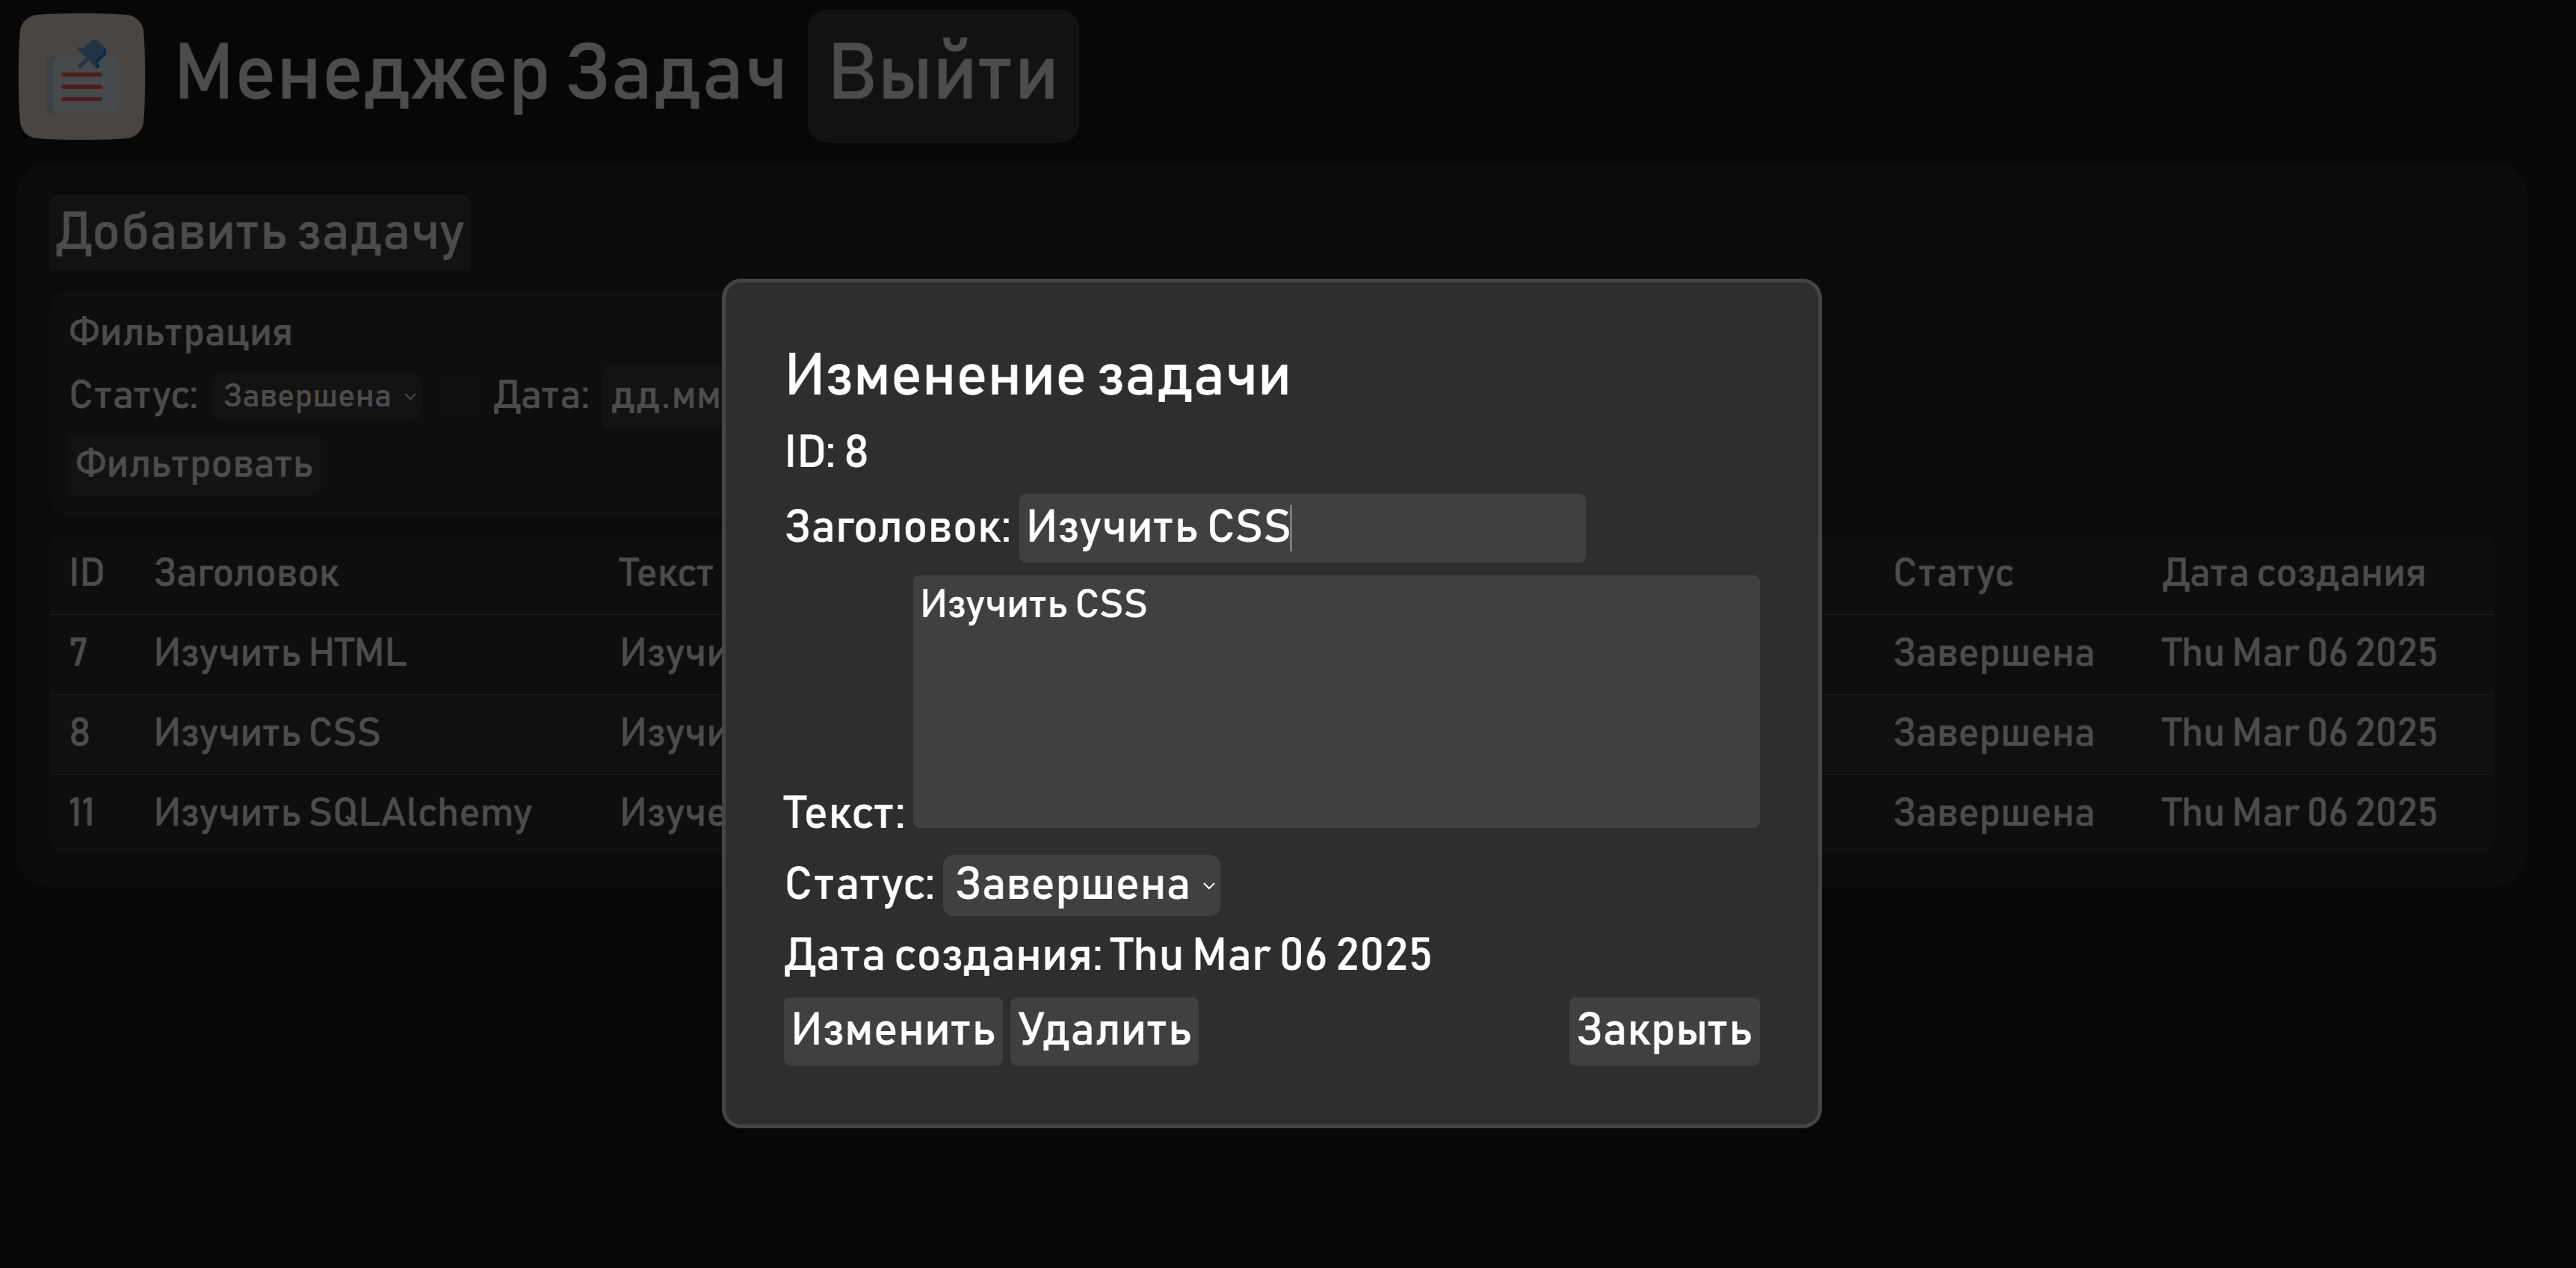 Менеджер Задач Выйти
Добавить задачу
Фильтрация
Статус: Завершена Дата: дд.мм
Фильтровать
ID Заголовок Текст Статус Дата создания
7 Изучить HTML Изучи Завершена Thu Mar 06 2025
8 Изучить CSS Изучи Завершена Thu Mar 06 2025
11 Изучить SQLAlchemy Изуче Завершена Thu Mar 06 2025
Изменение задачи
ID: 8
Заголовок: Изучить CSS
Изучить CSS
Текст:
Статус: Завершена
Дата создания: Thu Mar 06 2025
Изменить Удалить Закрыть